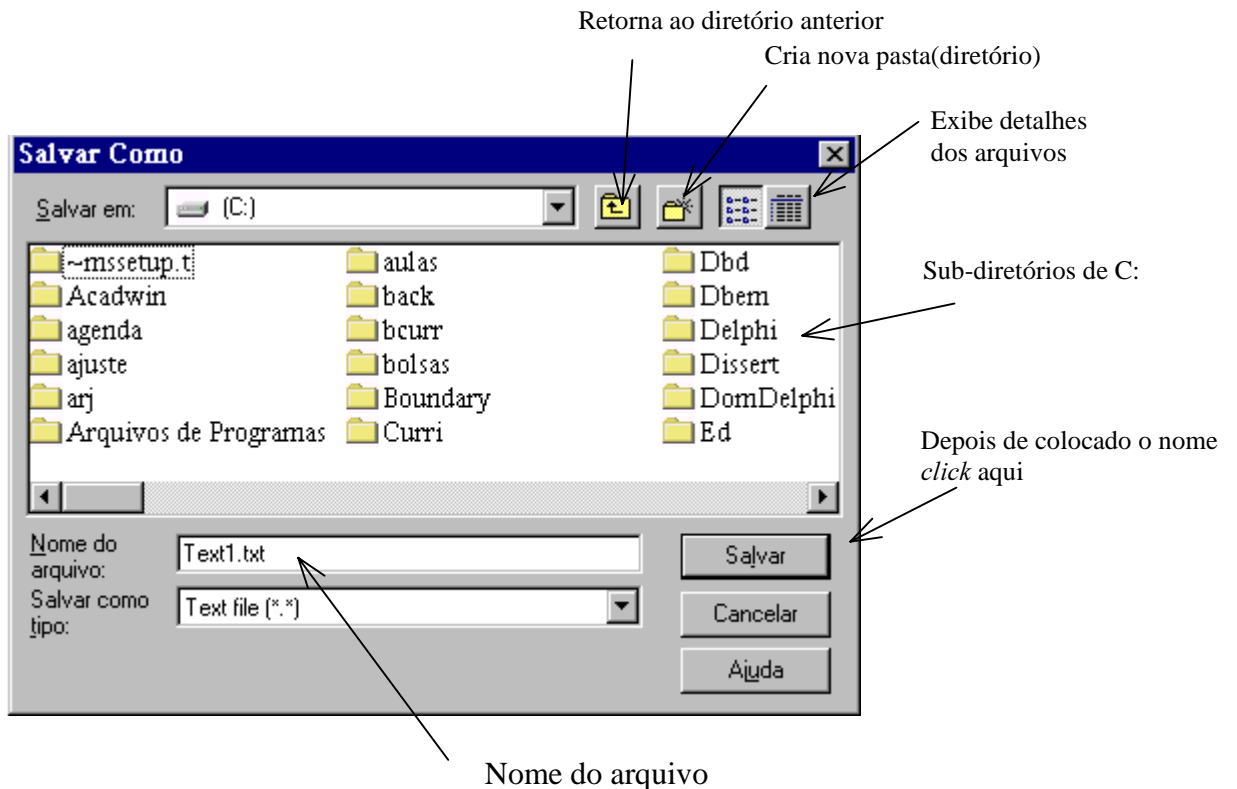 Retorna ao diretório anterior
Cria nova pasta(diretório)
Exibe detalhes
dos arquivos
Salvar Como
Salvar em: (C:)
~mssetup.t aulas Dbd
Acadwin back Dbem
agenda bcurr Delphi
ajuste bolsas Dissert
arj Boundary DomDelphi
Arquivos de Programas Curri Ed
Sub-diretórios de C:
Depois de colocado o nome
click aqui
Nome do
arquivo:
Text1.txt
Salvar
Salvar como
tipo:
Text file (*.*)
Cancelar
Ajuda
Nome do arquivo